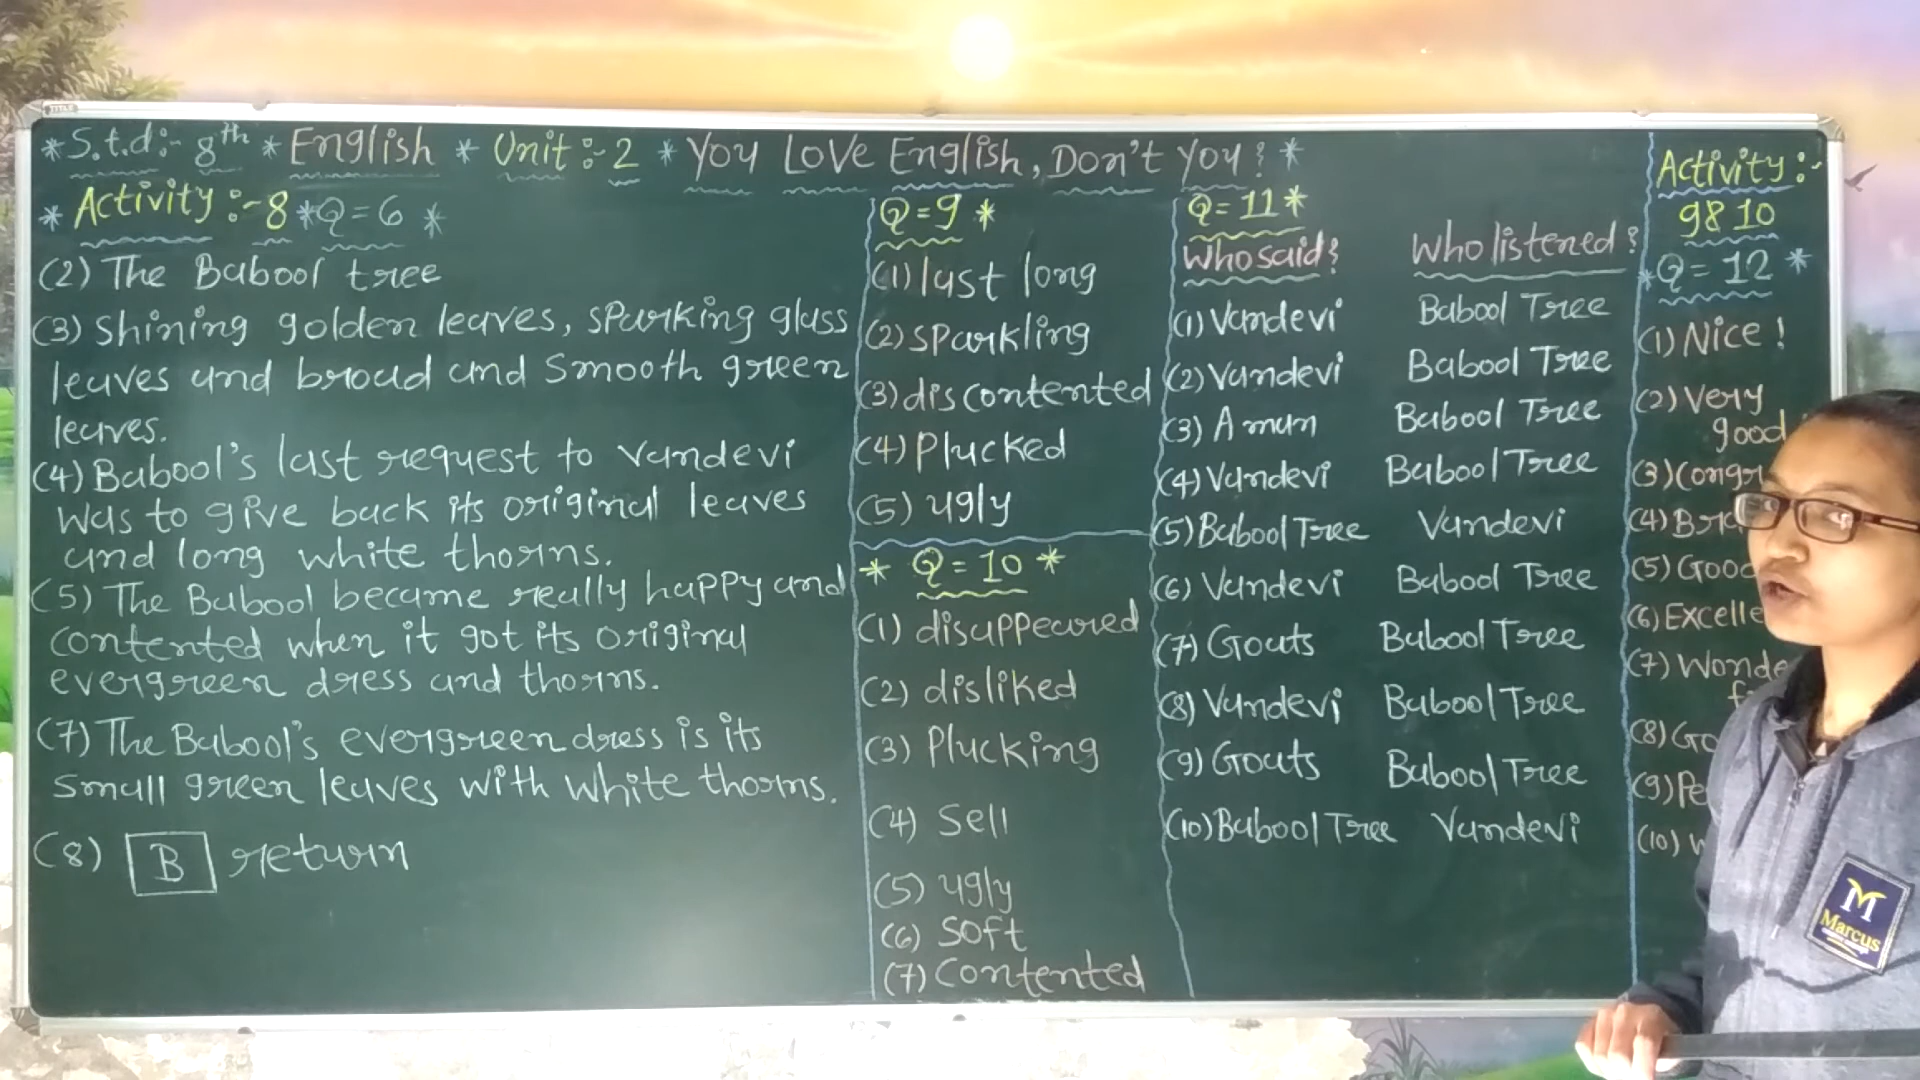 *S.t.d:- 8th * English * Unit:-2 * You Love English, Don't You? *
* Activity:-8 *Q=6 *
(2) The Babool tree
(3) Shining golden leaves, sparking glass
leaves and broad and smooth green
leaves.
(4) Babool's last request to Vandevi
was to give back its original leaves
and long white thorns.
(5) The Babool became really happy and
contented when it got its original
evergreen dress and thorns.
(7) The Babool's evergreen dress is its
small green leaves with white thorns.
(8) B return
Q=9 *
(1) last long
(2) sparkling
(3) discontented
(4) Plucked
(5) ugly
* Q=10 *
(1) disappeared
(2) disliked
(3) Plucking
(4) Sell
(5) ugly
(6) Soft
(7) Contented
Q=11*
Who said? Who listened?
(1) Vandevi Babool Tree
(2) Vandevi Babool Tree
(3) A man Babool Tree
(4) Vandevi Babool Tree
(5) Babool Tree Vandevi
(6) Vandevi Babool Tree
(7) Goats Babool Tree
(8) Vandevi Babool Tree
(9) Goats Babool Tree
(10) Babool Tree Vandevi
Activity:-
9810
*Q=12 *
(1) Nice!
(2) Very
good
(3)
(4)
(5)
(6)
(7)
(8)
(9)
(10)
M
Marcus